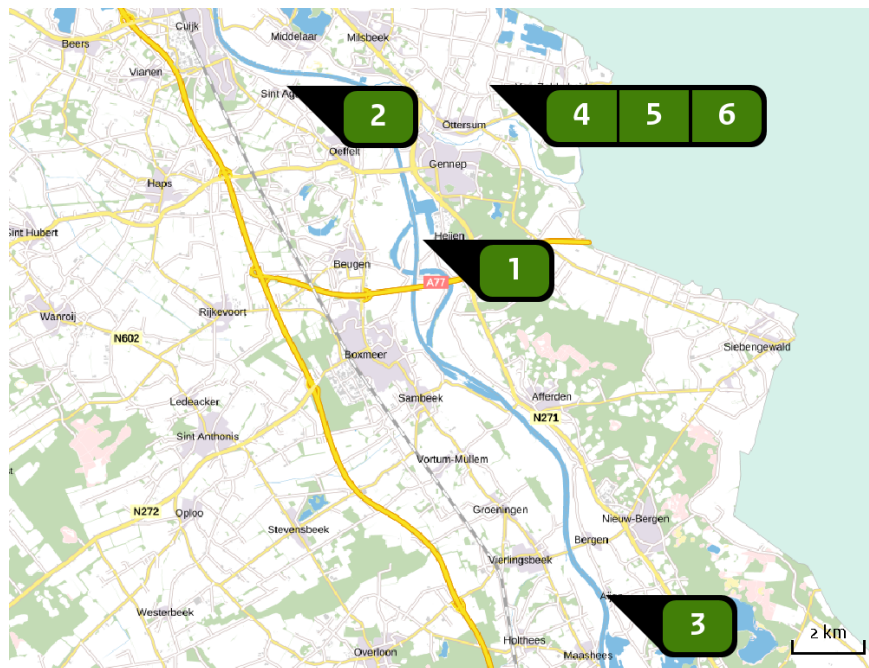 Cuijk
Middelaar
Milsbeek
Beers
Vianen
Sint Ag
2
4 5 6
Ottersum
Oeffelt
Gennep
Haps
Sint Hubert
Heijen
Beugen
1
A77
Wanroij
Rijkevoort
N602
Siebengewald
Boxmeer
Afferden
Ledeacker
Sambeek
N271
Sint Anthonis
Vortum-Mullem
N272
Oploo
Groeningen
Stevensbeek
Nieuw-Bergen
Bergen
Vierlingsbeek
Westerbeek
3
2 km
Overloon
Holthees
Maashees